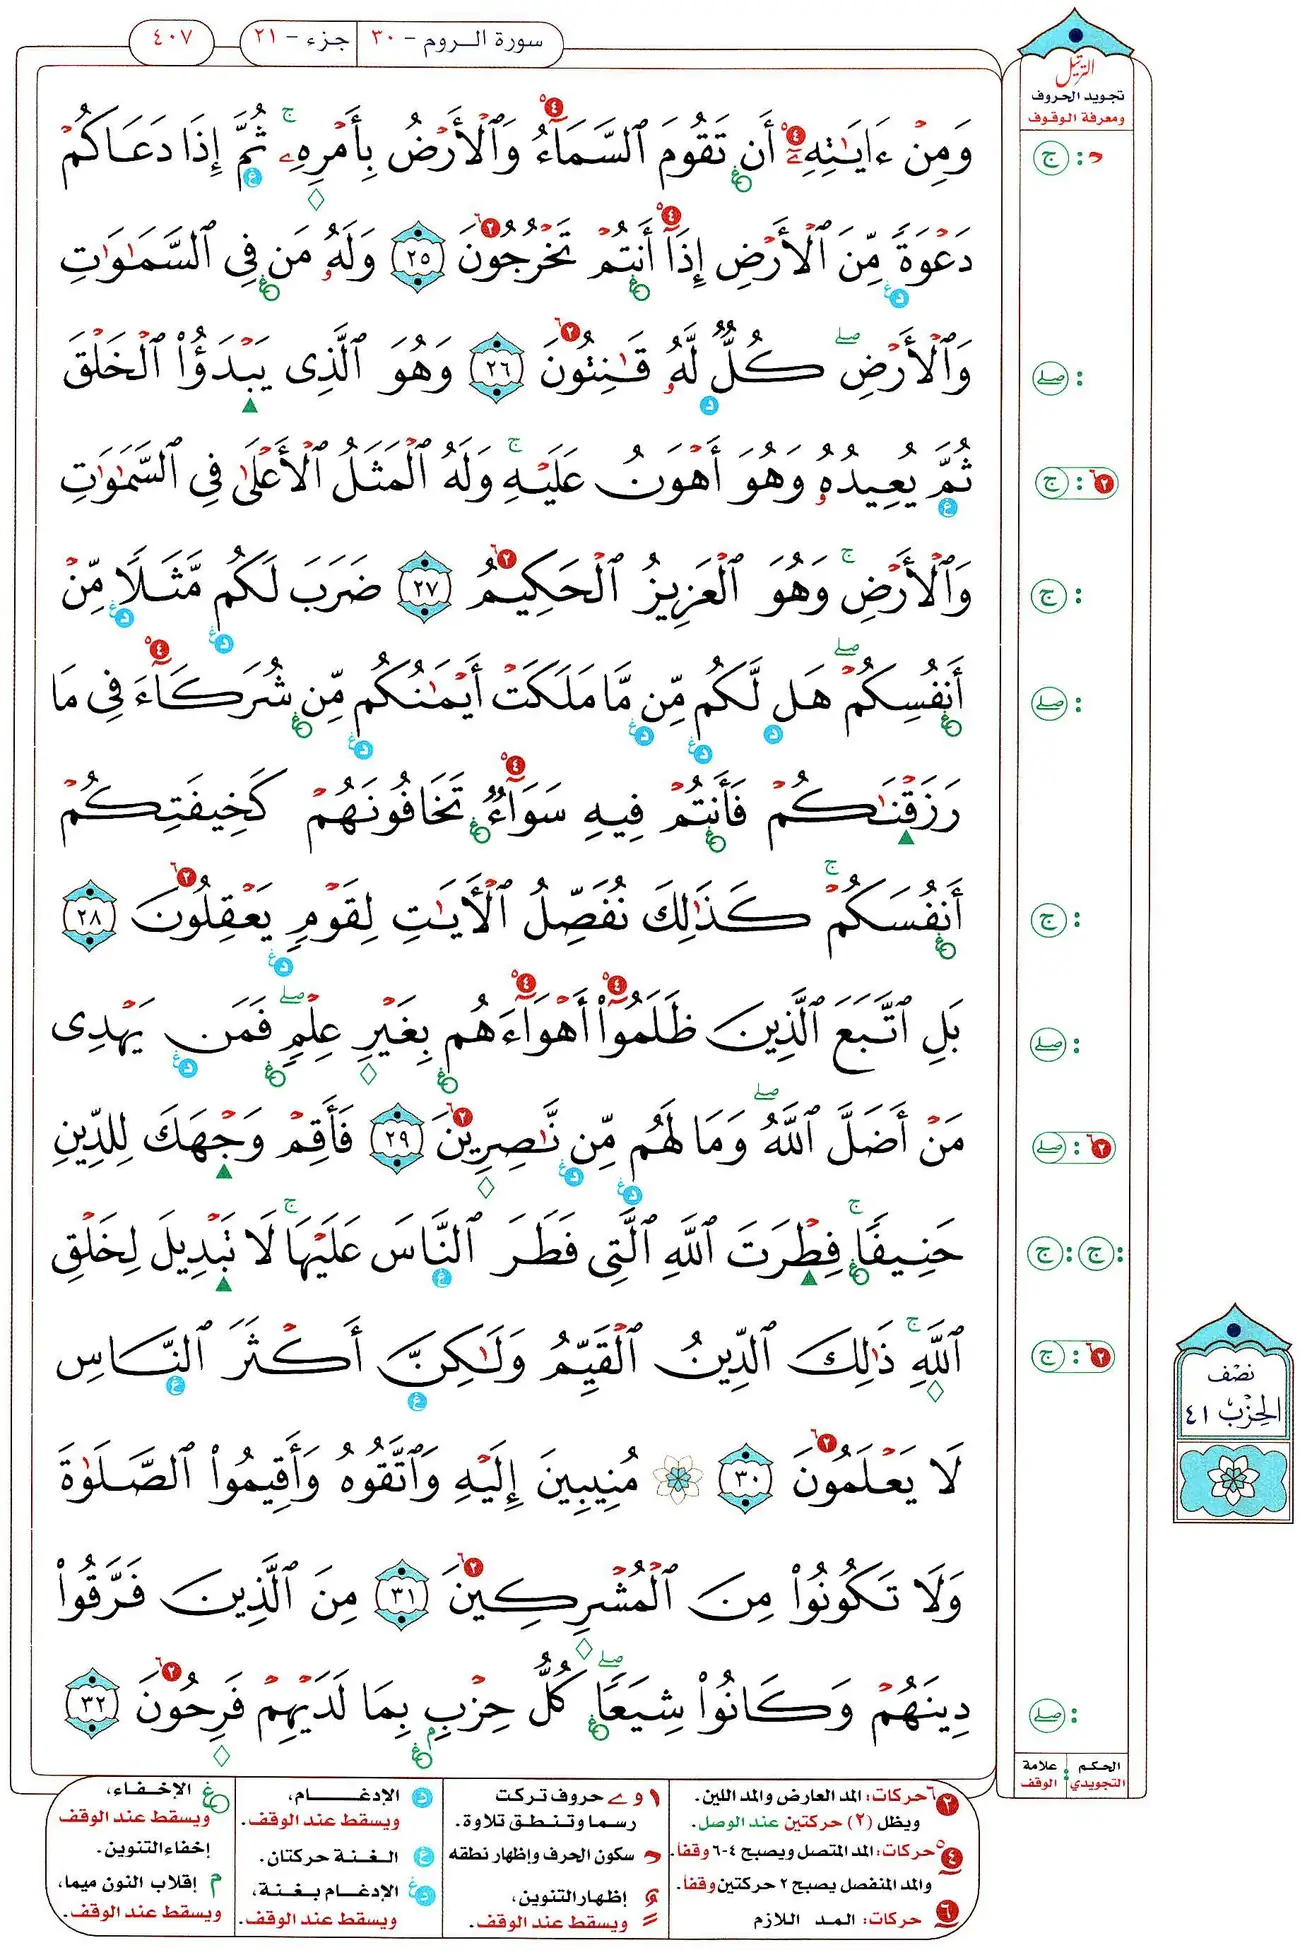 سورة الروم - ٣٠ جزء - ٢١ ٤٠٧
الترتيل
تجويد الحروف
ومعرفة الوقوف
وَمِنْ ءَايَٰتِهِۦٓ أَن تَقُومَ ٱلسَّمَآءُ وَٱلْأَرْضُ بِأَمْرِهِۦ ۚ ثُمَّ إِذَا دَعَاكُمْ
دَعْوَةً مِّنَ ٱلْأَرْضِ إِذَآ أَنتُمْ تَخْرُجُونَ ٢٥ وَلَهُۥ مَن فِى ٱلسَّمَٰوَٰتِ
وَٱلْأَرْضِ ۖ كُلٌّ لَّهُۥ قَٰنِتُونَ ٢٦ وَهُوَ ٱلَّذِى يَبْدَؤُا۟ ٱلْخَلْقَ
ثُمَّ يُعِيدُهُۥ وَهُوَ أَهْوَنُ عَلَيْهِ ۚ وَلَهُ ٱلْمَثَلُ ٱلْأَعْلَىٰ فِى ٱلسَّمَٰوَٰتِ
وَٱلْأَرْضِ ۚ وَهُوَ ٱلْعَزِيزُ ٱلْحَكِيمُ ٢٧ ضَرَبَ لَكُم مَّثَلًا مِّنْ
أَنفُسِكُمْ ۖ هَل لَّكُم مِّن مَّا مَلَكَتْ أَيْمَٰنُكُم مِّن شُرَكَآءَ فِى مَا
رَزَقْنَٰكُمْ فَأَنتُمْ فِيهِ سَوَآءٌ تَخَافُونَهُمْ كَخِيفَتِكُمْ
أَنفُسَكُمْ ۚ كَذَٰلِكَ نُفَصِّلُ ٱلْءَايَٰتِ لِقَوْمٍ يَعْقِلُونَ ٢٨
بَلِ ٱتَّبَعَ ٱلَّذِينَ ظَلَمُوٓا۟ أَهْوَآءَهُم بِغَيْرِ عِلْمٍ ۖ فَمَن يَهْدِى
مَنْ أَضَلَّ ٱللَّهُ ۖ وَمَا لَهُم مِّن نَّٰصِرِينَ ٢٩ فَأَقِمْ وَجْهَكَ لِلدِّينِ
حَنِيفًا ۚ فِطْرَتَ ٱللَّهِ ٱلَّتِى فَطَرَ ٱلنَّاسَ عَلَيْهَا ۚ لَا تَبْدِيلَ لِخَلْقِ
ٱللَّهِ ۚ ذَٰلِكَ ٱلدِّينُ ٱلْقَيِّمُ وَلَٰكِنَّ أَكْثَرَ ٱلنَّاسِ
لَا يَعْلَمُونَ ٣٠ ۞ مُنِيبِينَ إِلَيْهِ وَٱتَّقُوهُ وَأَقِيمُوا۟ ٱلصَّلَوٰةَ
وَلَا تَكُونُوا۟ مِنَ ٱلْمُشْرِكِينَ ٣١ مِنَ ٱلَّذِينَ فَرَّقُوا۟
دِينَهُمْ وَكَانُوا۟ شِيَعًا ۖ كُلُّ حِزْبٍۭ بِمَا لَدَيْهِمْ فَرِحُونَ ٣٢
نصف
الحزب ٤١
الحكم التجويدي : علامة الوقف
٦ ٢ حركات: المد العارض والمد اللين.
ويظل (٢) حركتين عند الوصل.
٥ ٤ حركات: المد المتصل ويصبح ٤-٦ وقفاً.
والمد المنفصل يصبح ٢ حركتين وقفاً.
٦ حركات: المد اللازم
ا و ے حروف تركت
رسما وتنطق تلاوة.
سكون الحرف وإظهار نطقه
إظهار التنوين،
ويسقط عند الوقف.
د الإدغام،
ويسقط عند الوقف.
غ الغنة حركتان.
د غ الإدغام بغنة،
ويسقط عند الوقف.
الإخفاء،
ويسقط عند الوقف
إخفاء التنوين.
م إقلاب النون ميما،
ويسقط عند الوقف.